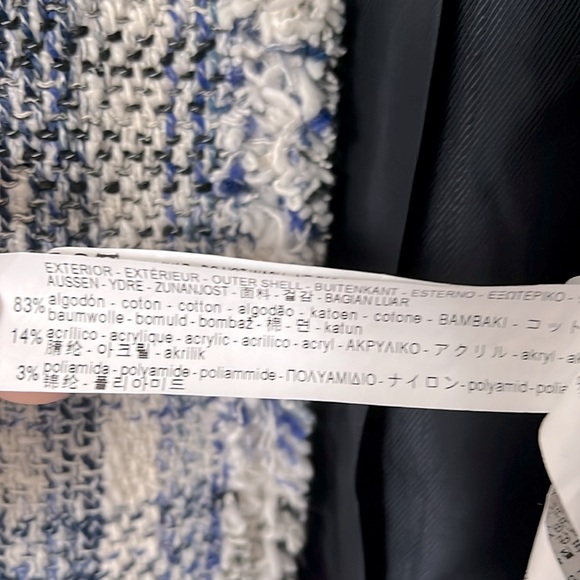 EXTERIOR - EXTÉRIEUR - OUTER SHELL - BUITENKANT - ESTERNO - ΕΞΩΤΕΡΙΚΟ -
AUSSEN - YDRE - ZUNANJOST - 面料 - 겉감 - BAGIAN LUAR
83% algodón - coton - cotton - algodão - katoen - cotone - BAMBAKI - コット
baumwolle - bomuld - bombaž - 棉 - 면 - katun
14% acrílico - acrylique - acrylic - acrilico - acryl - ΑΚΡΥΛΙΚΟ - アクリル - akryl -
腈纶 - 아크릴 - akrilik
3% poliamida - polyamide - poliammide - ΠΟΛΥΑΜΙΔΙΟ - ナイロン - polyamid -
锦纶 - 폴리아미드